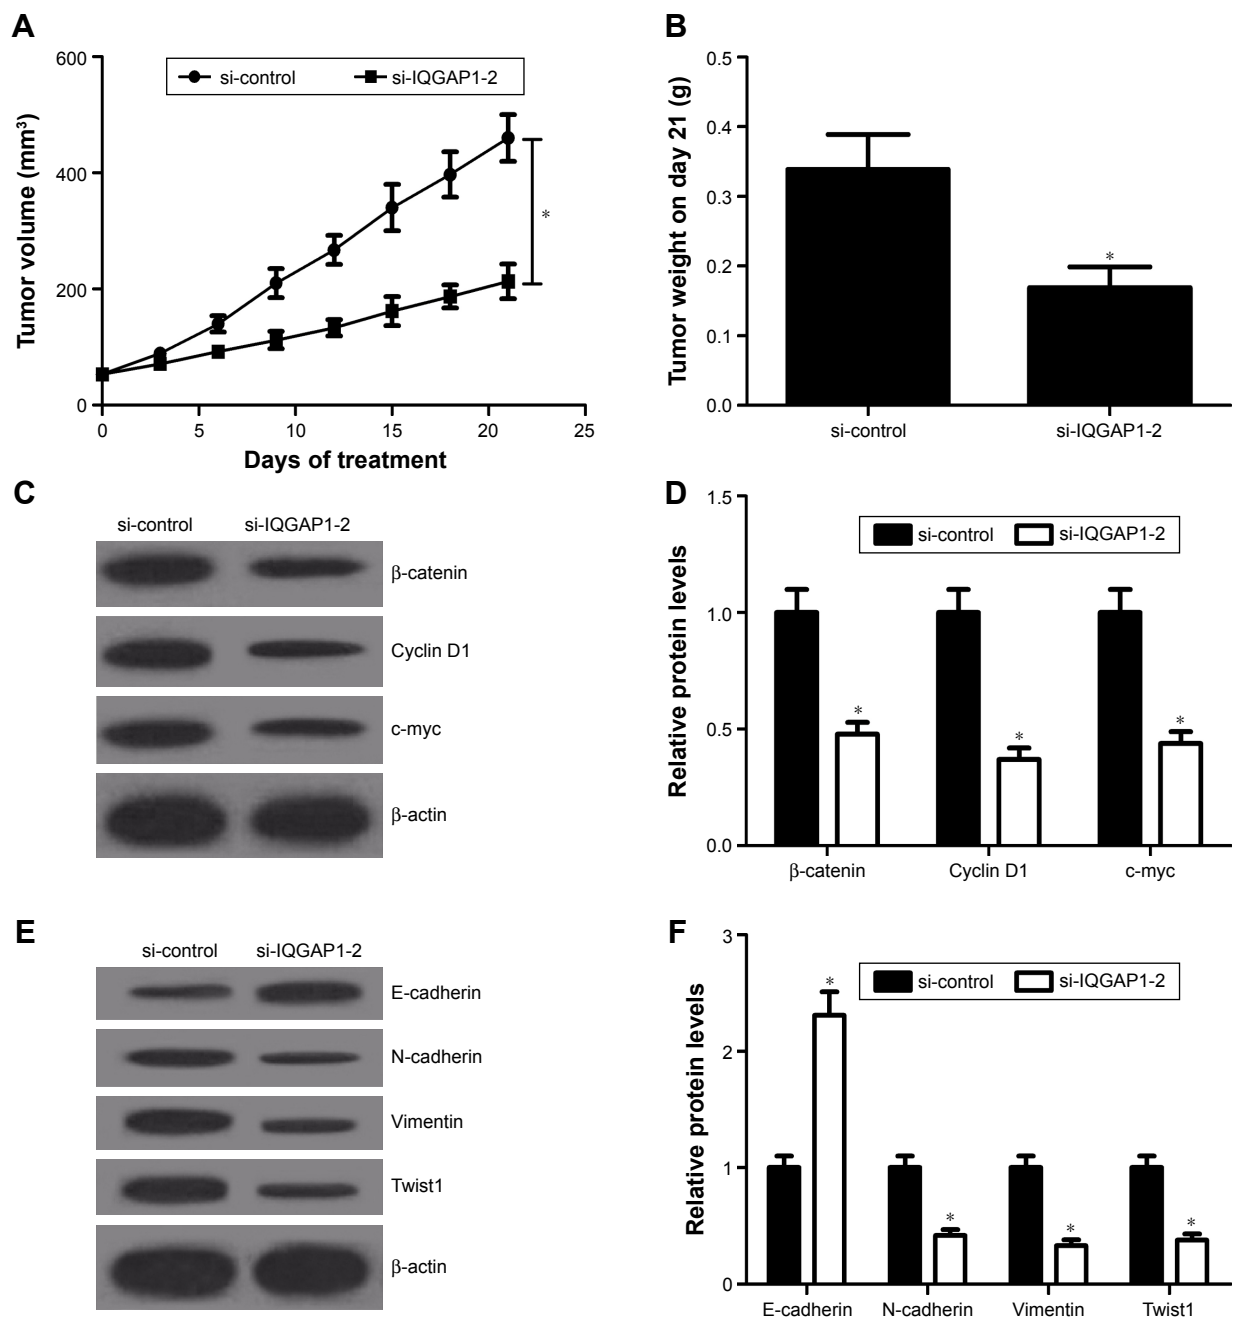 A
600
400
200
0
Tumor volume (mm³)
si-control si-IQGAP1-2
*
0 5 10 15 20 25
Days of treatment
B
0.5
0.4
0.3
0.2
0.1
0.0
Tumor weight on day 21 (g)
*
si-control si-IQGAP1-2
C
si-control si-IQGAP1-2
β-catenin
Cyclin D1
c-myc
β-actin
D
1.5
1.0
0.5
0.0
Relative protein levels
si-control si-IQGAP1-2
* * *
β-catenin Cyclin D1 c-myc
E
si-control si-IQGAP1-2
E-cadherin
N-cadherin
Vimentin
Twist1
β-actin
F
3
2
1
0
Relative protein levels
si-control si-IQGAP1-2
* * * *
E-cadherin N-cadherin Vimentin Twist1